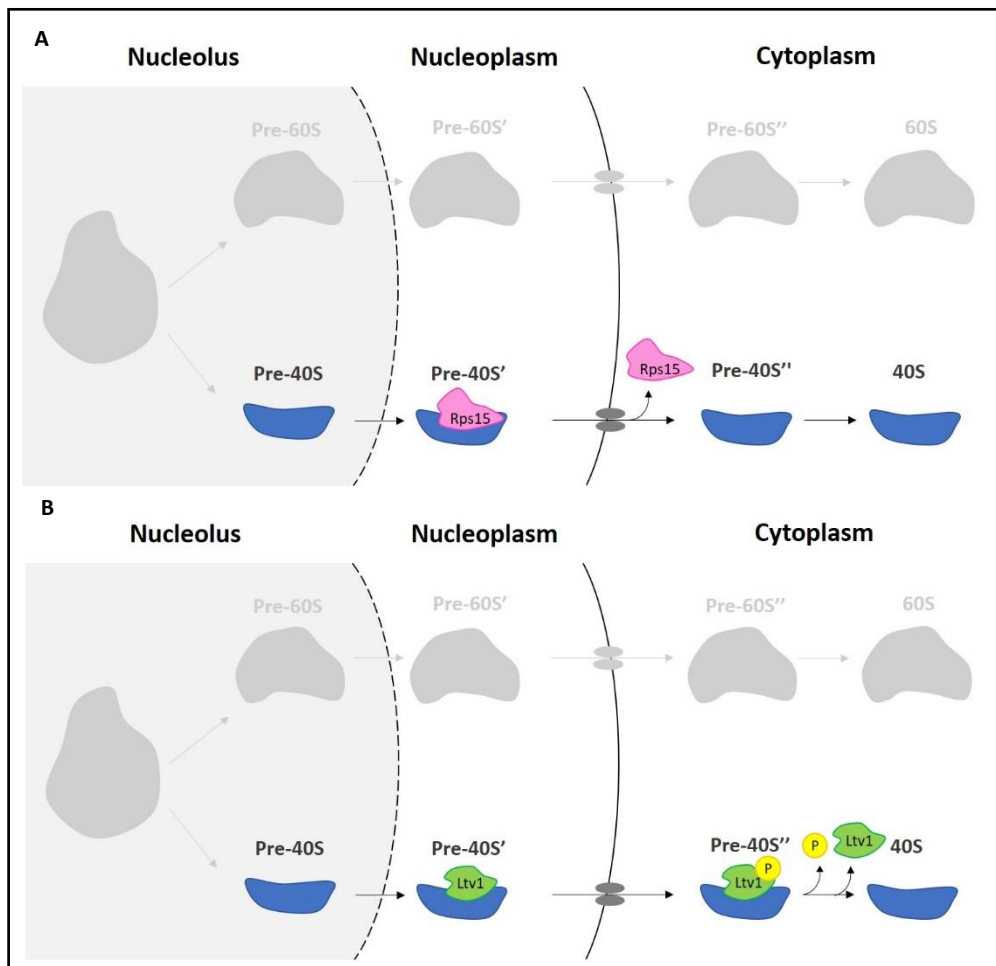 A
Nucleolus Nucleoplasm Cytoplasm
Pre-60S Pre-60S' Pre-60S'' 60S
Rps15
Pre-40S Pre-40S' Pre-40S'' 40S
Rps15
B
Nucleolus Nucleoplasm Cytoplasm
Pre-60S Pre-60S' Pre-60S'' 60S
Pre-40S Pre-40S' Pre-40S'' P Ltv1 40S
Ltv1 Ltv1 P